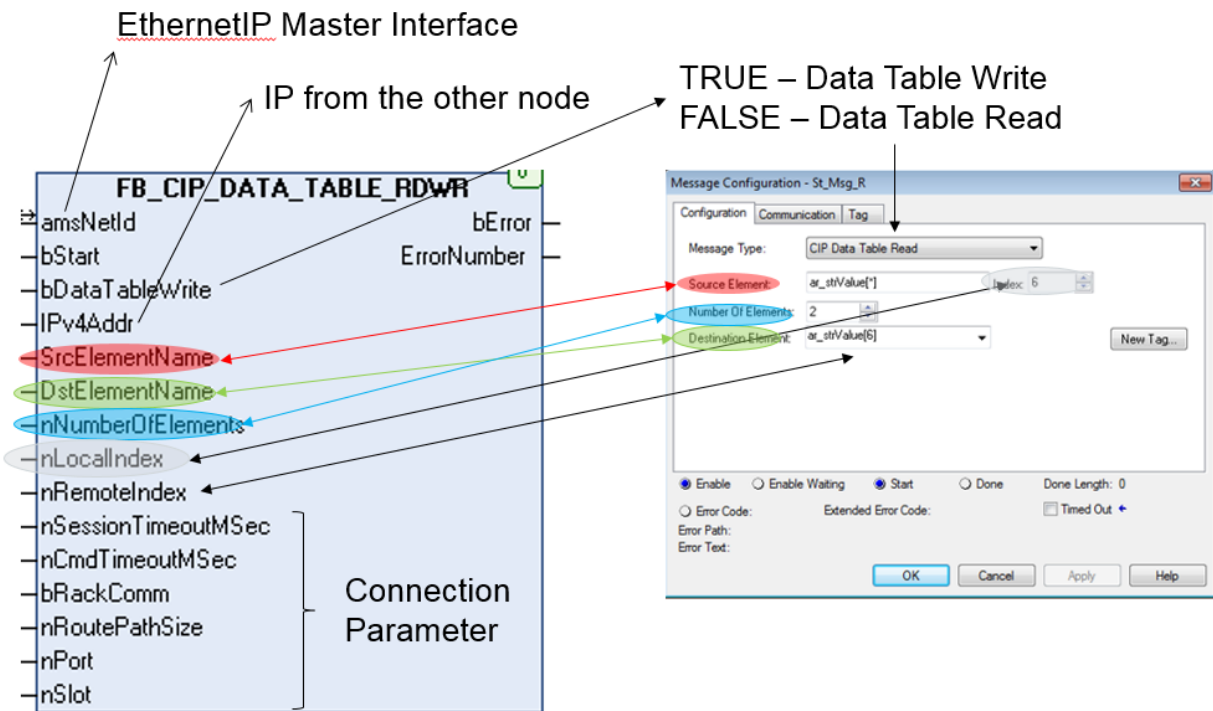 EthernetIP Master Interface
IP from the other node
TRUE – Data Table Write
FALSE – Data Table Read
FB_CIP_DATA_TABLE_RDWR
amsNetId
bError
bStart
ErrorNumber
bDataTableWrite
IPv4Addr
SrcElementName
DstElementName
nNumberOfElements
nLocalIndex
nRemoteIndex
nSessionTimeoutMSec
nCmdTimeoutMSec
bRackComm
nRoutePathSize
nPort
nSlot
Connection
Parameter
Message Configuration - St_Msg_R
Configuration Communication Tag
Message Type: CIP Data Table Read
Source Element: ar_strValue[*] Index: 6
Number Of Elements: 2
Destination Element: ar_strValue[6] New Tag...
Enable Enable Waiting Start Done Done Length: 0
Error Code: Extended Error Code: Timed Out
Error Path:
Error Text:
OK Cancel Apply Help